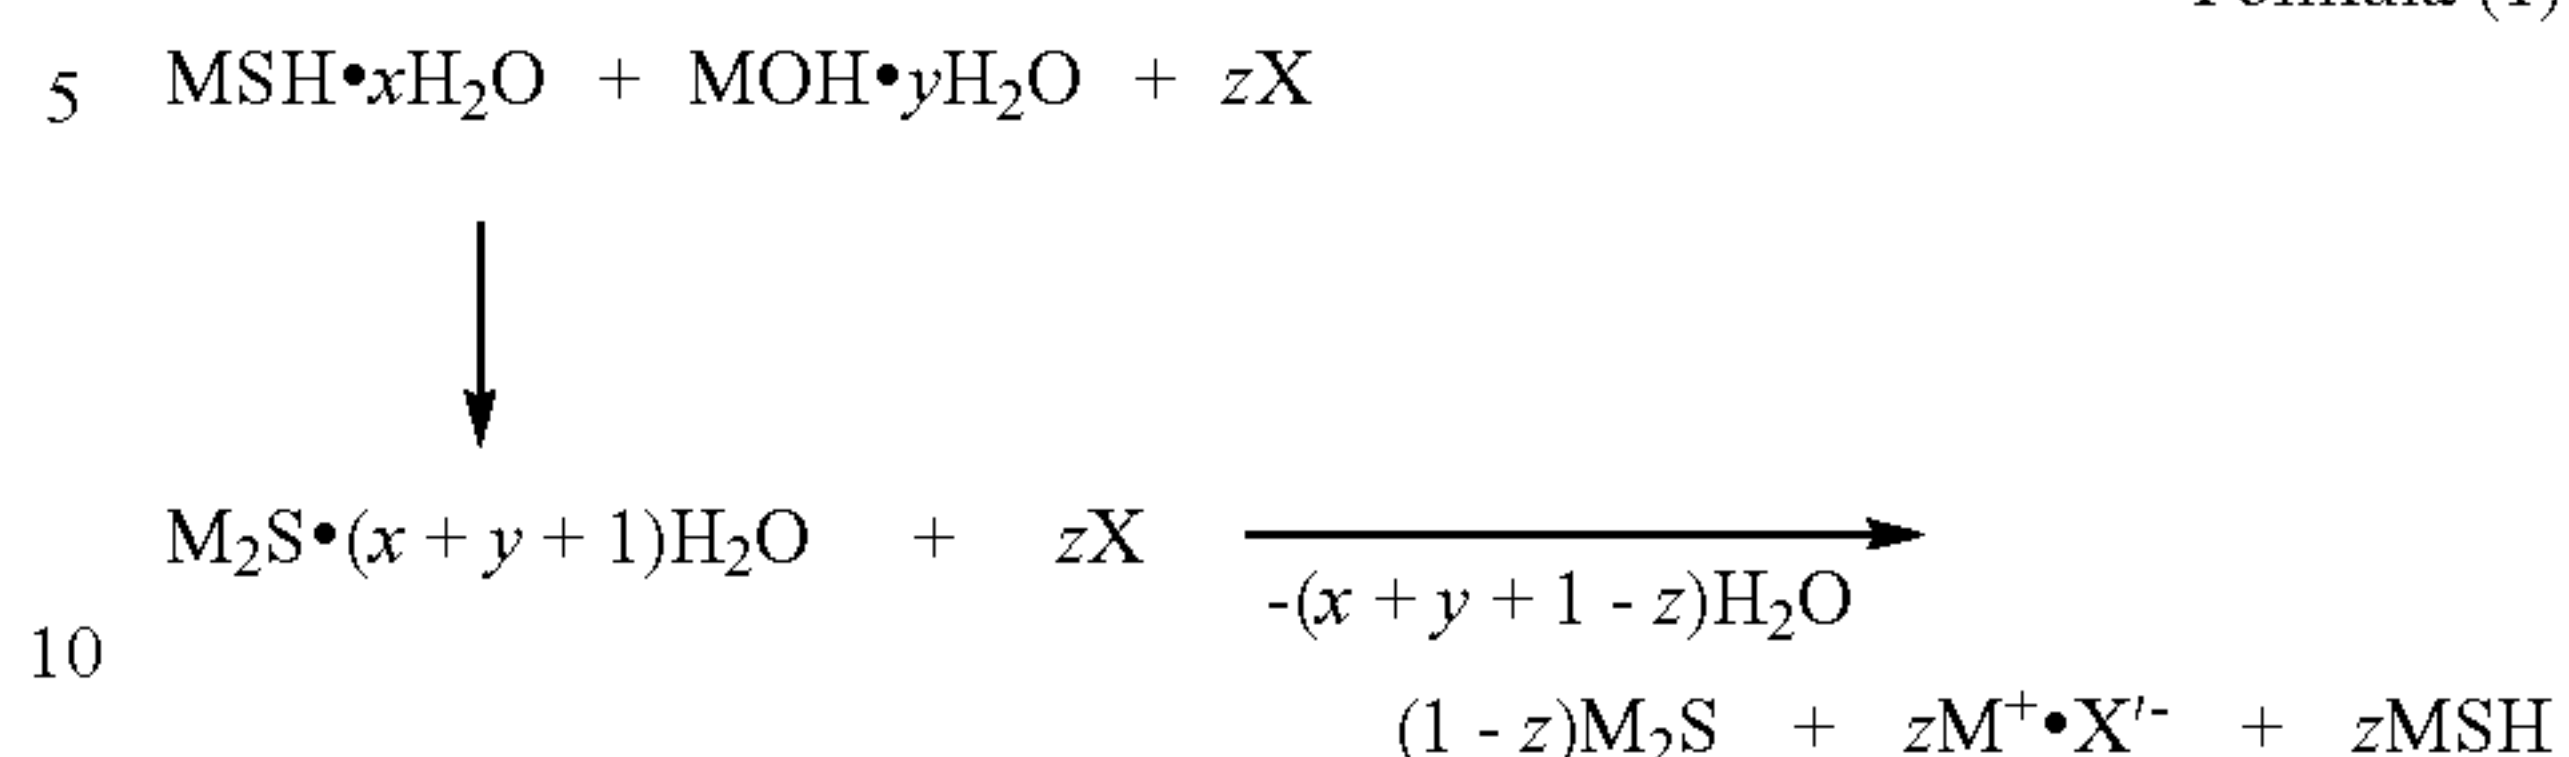 5 MSH•xH₂O + MOH•yH₂O + zX
M₂S•(x + y + 1)H₂O + zX
-(x + y + 1 - z)H₂O
10
(1 - z)M₂S + zM⁺•X′⁻ + zMSH